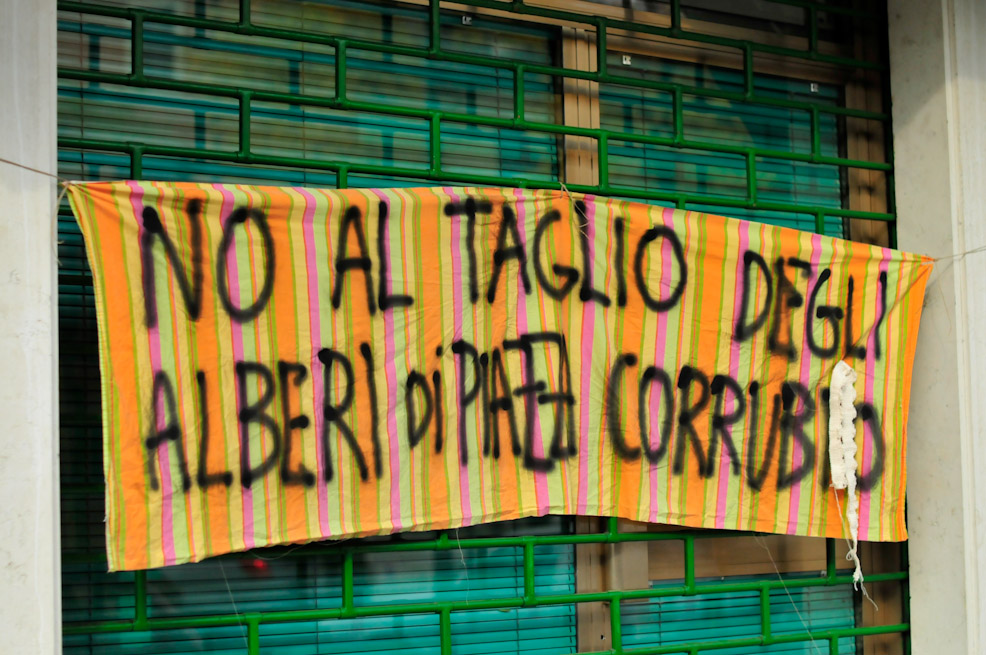 NO AL TAGLIO DEGLI
ALBERI di PIAZZA CORRUBIO